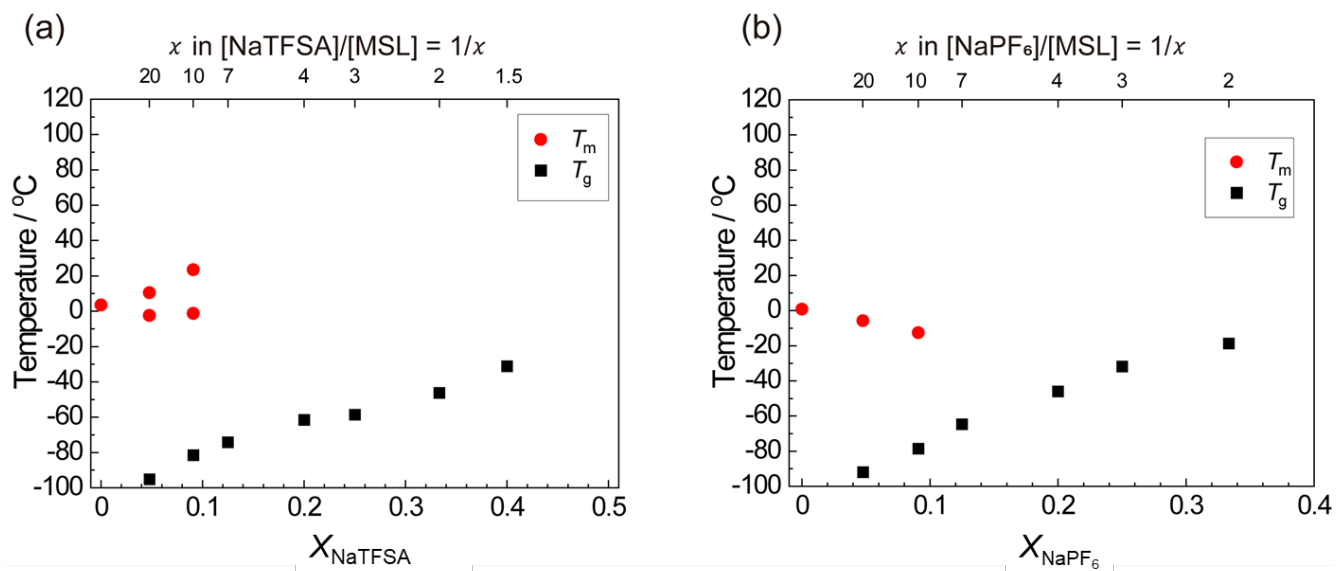 (a)
x in [NaTFSA]/[MSL] = 1/x
20 10 7 4 3 2 1.5
120
100
80
60
40
20
0
-20
-40
-60
-80
-100
Temperature / ºC
Tm
Tg
0 0.1 0.2 0.3 0.4 0.5
XNaTFSA
(b)
x in [NaPF₆]/[MSL] = 1/x
20 10 7 4 3 2
120
100
80
60
40
20
0
-20
-40
-60
-80
-100
Temperature / ºC
Tm
Tg
0 0.1 0.2 0.3 0.4
XNaPF₆